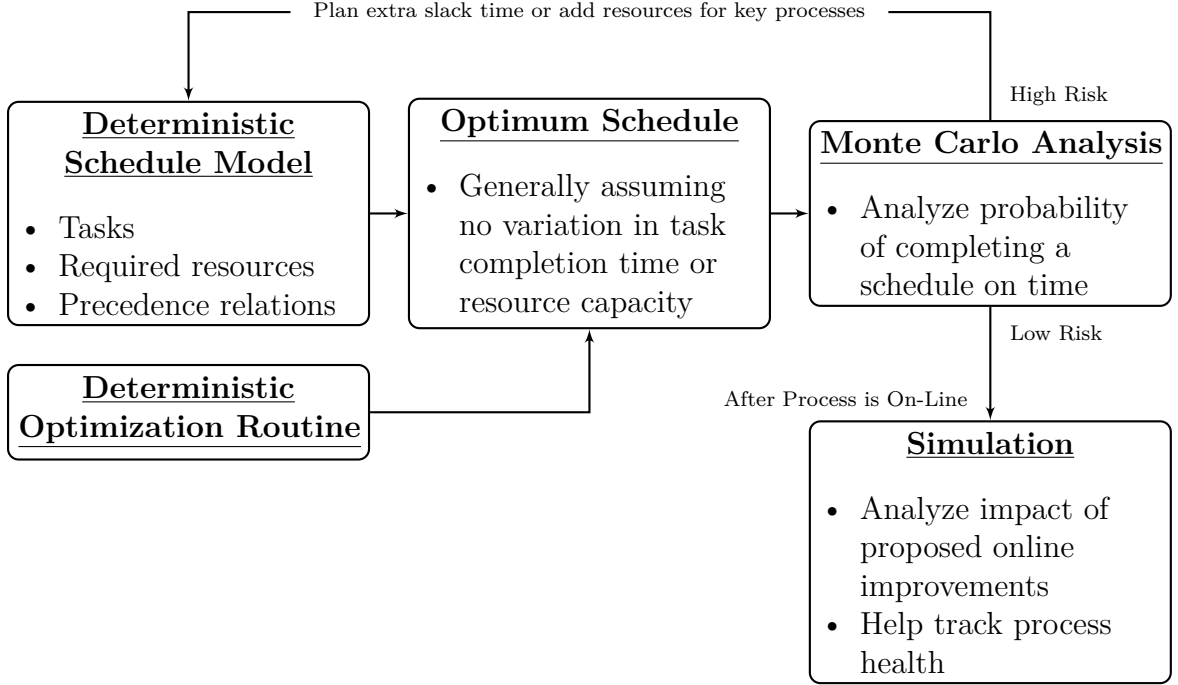 Plan extra slack time or add resources for key processes
High Risk
Deterministic
Schedule Model
• Tasks
• Required resources
• Precedence relations
Optimum Schedule
• Generally assuming
no variation in task
completion time or
resource capacity
Monte Carlo Analysis
• Analyze probability
of completing a
schedule on time
Low Risk
Deterministic
Optimization Routine
After Process is On-Line
Simulation
• Analyze impact of
proposed online
improvements
• Help track process
health